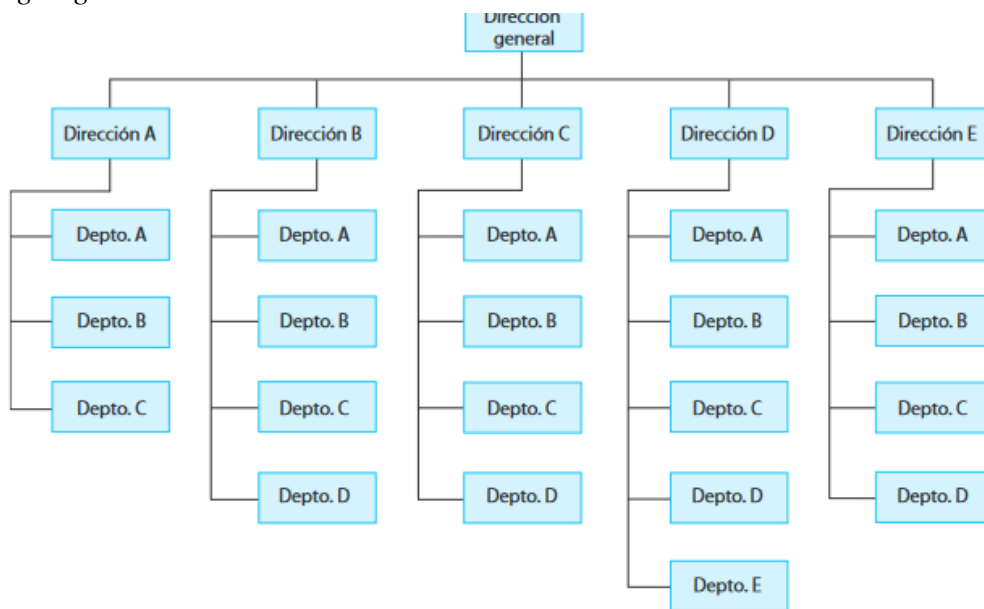 Dirección
general
Dirección A
Dirección B
Dirección C
Dirección D
Dirección E
Depto. A
Depto. A
Depto. A
Depto. A
Depto. A
Depto. B
Depto. B
Depto. B
Depto. B
Depto. B
Depto. C
Depto. C
Depto. C
Depto. C
Depto. C
Depto. D
Depto. D
Depto. D
Depto. D
Depto. E